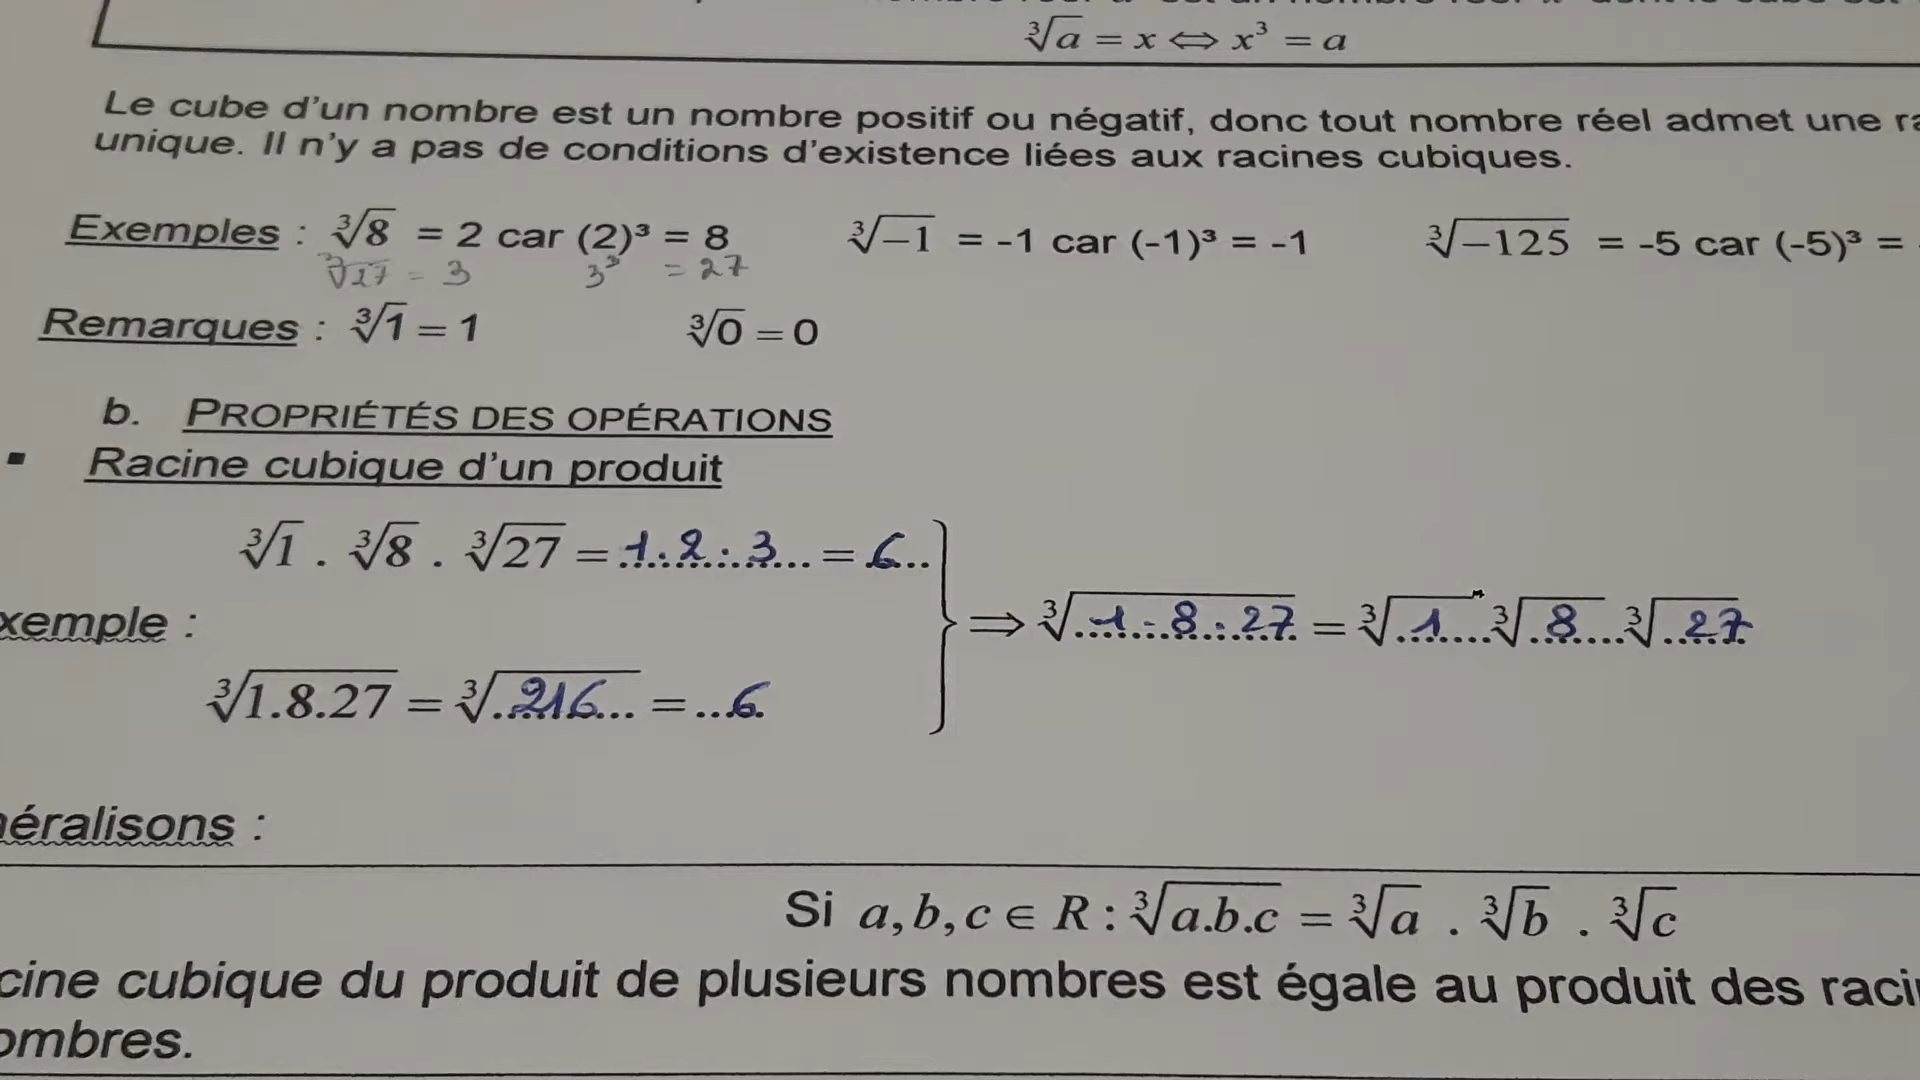 ∛a = x ⇔ x³ = a
Le cube d'un nombre est un nombre positif ou négatif, donc tout nombre réel admet une
unique. Il n'y a pas de conditions d'existence liées aux racines cubiques.
Exemples : ∛8 = 2 car (2)³ = 8 ∛-1 = -1 car (-1)³ = -1 ∛-125 = -5 car (-5)³ =
∛27 = 3 3³ = 27
Remarques : ∛1 = 1 ∛0 = 0
b. PROPRIÉTÉS DES OPÉRATIONS
▪ Racine cubique d'un produit
∛1 . ∛8 . ∛27 = 1.2.3... = 6..
xemple :
⇒ ∛(1.8.27) = ∛1 . ∛8 ∛27
∛(1.8.27) = ∛216 = ...6.
éralisons :
Si a, b, c ∈ R : ∛(a.b.c) = ∛a . ∛b . ∛c
cine cubique du produit de plusieurs nombres est égale au produit des raci
ombres.